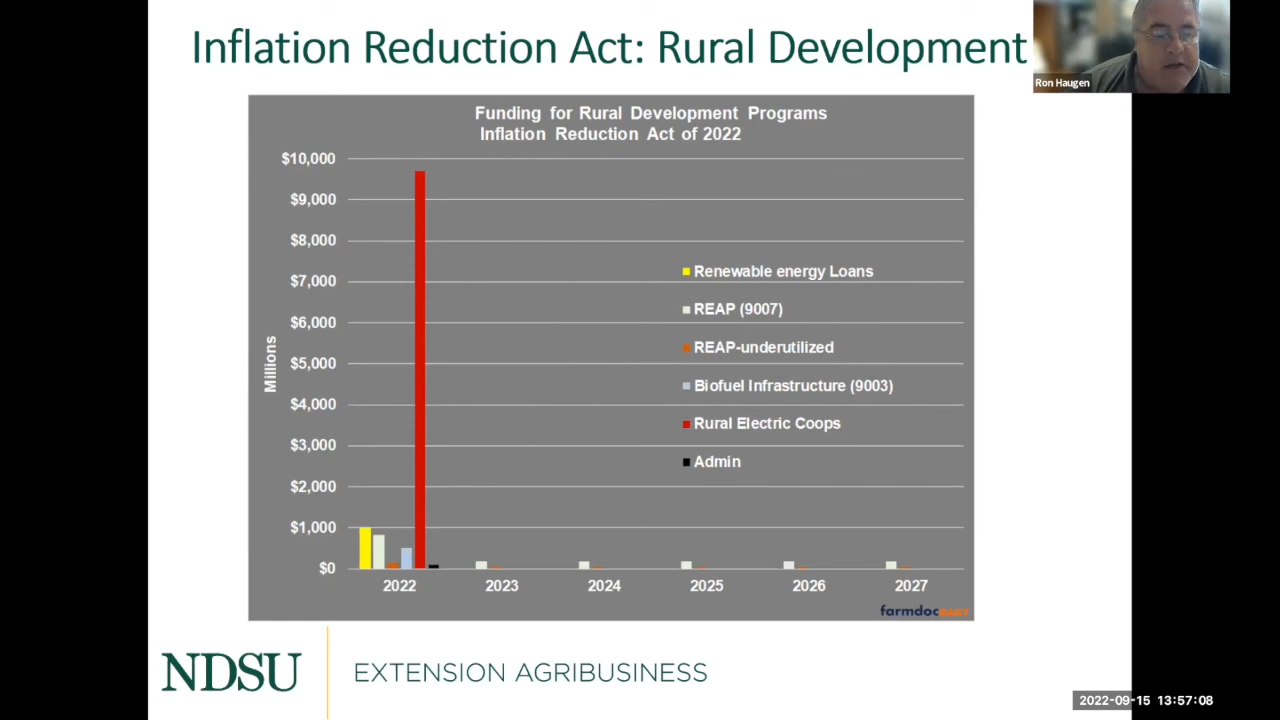 Inflation Reduction Act: Rural Development
Ron Haugen
Funding for Rural Development Programs
Inflation Reduction Act of 2022
$10,000
$9,000
$8,000
$7,000
$6,000
$5,000
$4,000
$3,000
$2,000
$1,000
$0
Millions
Renewable energy Loans
REAP (9007)
REAP-underutilized
Biofuel Infrastructure (9003)
Rural Electric Coops
Admin
2022 2023 2024 2025 2026 2027
farmdocDAILY
NDSU EXTENSION AGRIBUSINESS
2022-09-15 13:57:08